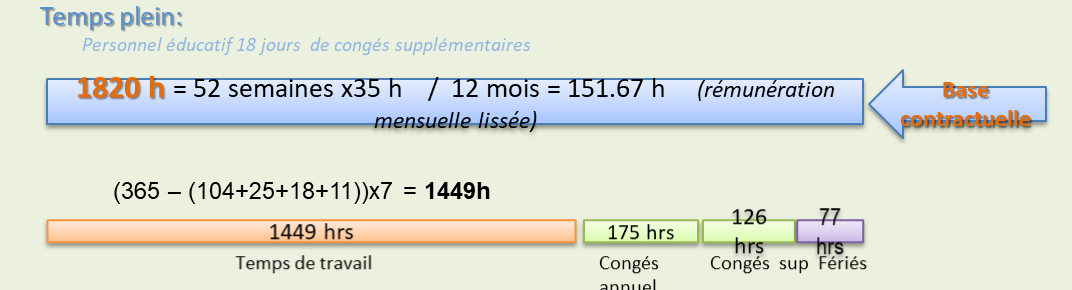 Temps plein:
Personnel éducatif 18 jours de congés supplémentaires
1820 h = 52 semaines x35 h / 12 mois = 151.67 h (rémunération
mensuelle lissée)
Base
contractuelle
(365 – (104+25+18+11))x7 = 1449h
1449 hrs
175 hrs
126
hrs
77
hrs
Temps de travail
Congés
annuel
Congés sup
Fériés